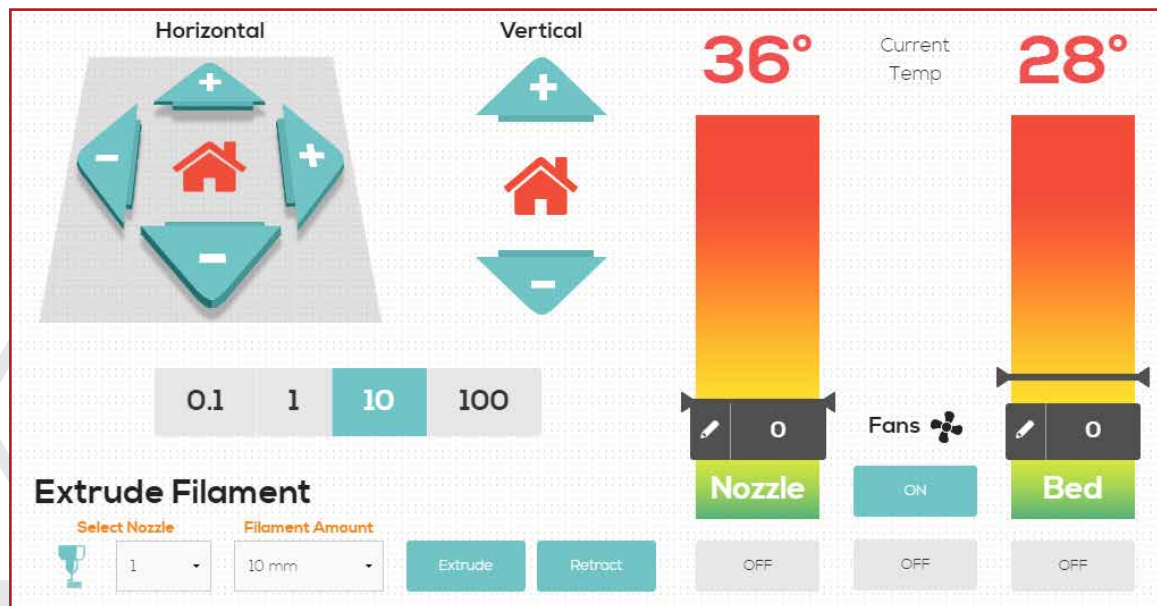 Horizontal
Vertical
36°
Current
Temp
28°
+
-
+
-
+
-
0.1 1 10 100
0
Fans
0
Nozzle
ON
Bed
Extrude Filament
Select Nozzle
Filament Amount
1
10 mm
Extrude
Retract
OFF
OFF
OFF